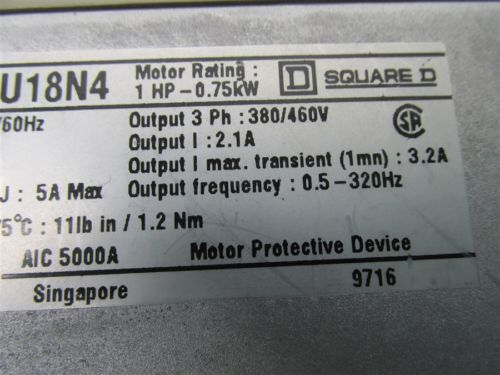 U18N4
Motor Rating :
1 HP - 0.75kW
D SQUARE D
/60Hz
Output 3 Ph : 380/460V
Output I : 2.1A
SA
Output I max. transient (1mn) : 3.2A
J : 5A Max
Output frequency : 0.5 - 320Hz
5°C : 11lb in / 1.2 Nm
AIC 5000A
Motor Protective Device
Singapore
9716